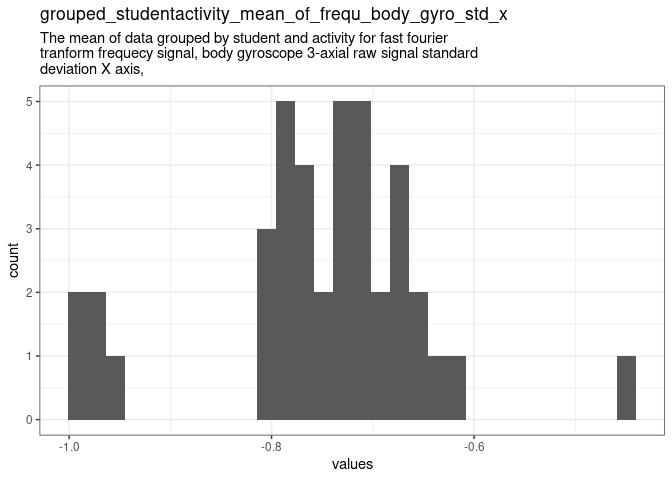 grouped_studentactivity_mean_of_frequ_body_gyro_std_x
The mean of data grouped by student and activity for fast fourier
tranform frequecy signal, body gyroscope 3-axial raw signal standard
deviation X axis,
5
4
3
2
1
0
count
-1.0 -0.8 -0.6
values